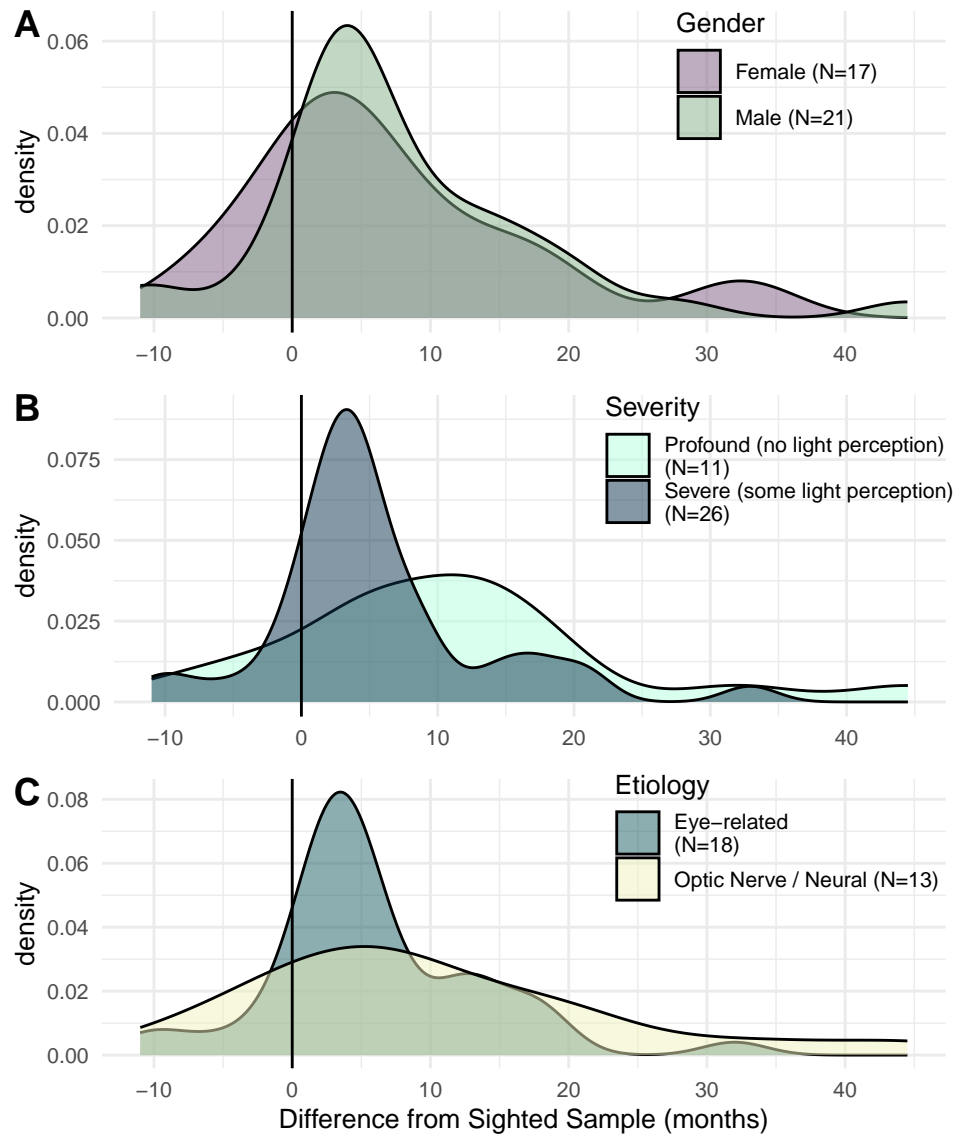 A
Gender
Female (N=17)
Male (N=21)
density
0.06
0.04
0.02
0.00
−10 0 10 20 30 40
B
Severity
Profound (no light perception)
(N=11)
Severe (some light perception)
(N=26)
density
0.075
0.050
0.025
0.000
−10 0 10 20 30 40
C
Etiology
Eye−related
(N=18)
Optic Nerve / Neural (N=13)
density
0.08
0.06
0.04
0.02
0.00
−10 0 10 20 30 40
Difference from Sighted Sample (months)